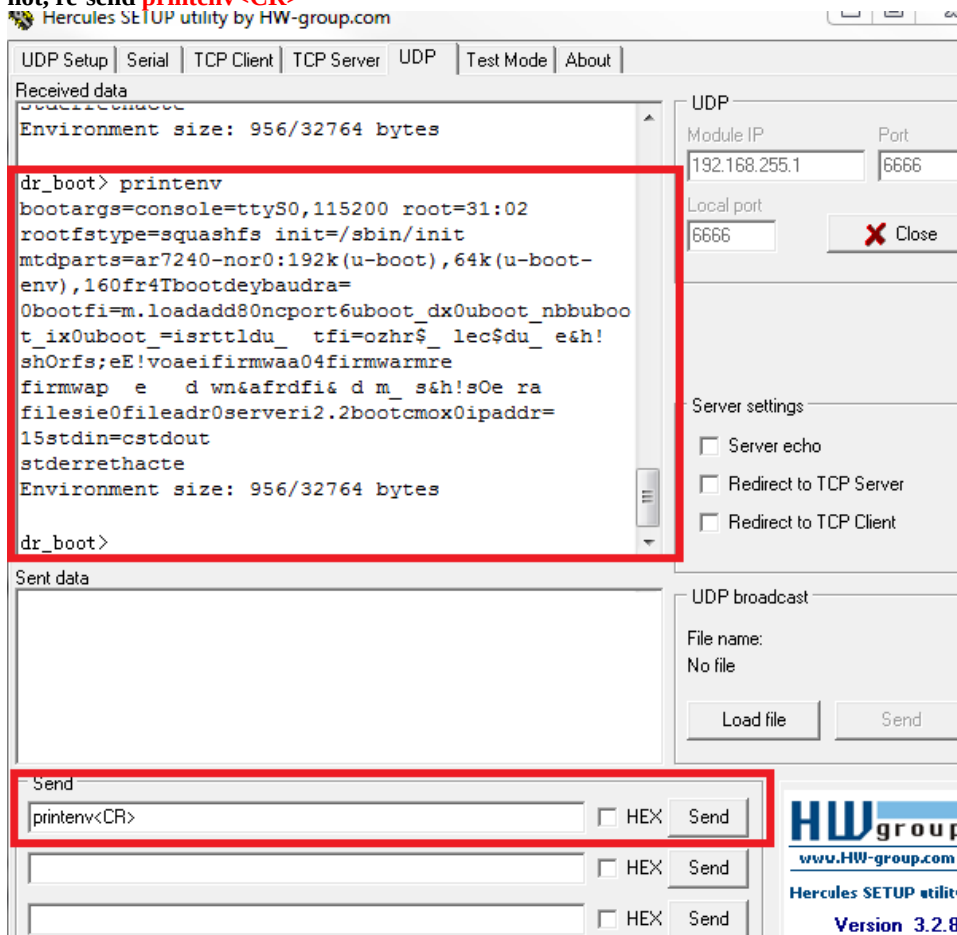 not, re-send printenv<CR>
Hercules SETUP utility by HW-group.com
UDP Setup Serial TCP Client TCP Server UDP Test Mode About
Received data
stderrethacte
Environment size: 956/32764 bytes
dr_boot> printenv
bootargs=console=ttyS0,115200 root=31:02
rootfstype=squashfs init=/sbin/init
mtdparts=ar7240-nor0:192k(u-boot),64k(u-boot-
env),160fr4Tbootdeybaudra=
0bootfi=m.loadadd80ncport6uboot_dx0uboot_nbbuboo
t_ix0uboot_=isrttldu_ tfi=ozhr$_ lec$du_ e&h!
shOrfs;eE!voaeifirmwaa04firmwarmre
firmwap e d wn&afrdfi& d m_ s&h!sOe ra
filesie0fileadr0serveri2.2bootcmox0ipaddr=
15stdin=cstdout
stderrethacte
Environment size: 956/32764 bytes
dr_boot>
UDP
Module IP Port
192.168.255.1 6666
Local port
6666 Close
Server settings
Server echo
Redirect to TCP Server
Redirect to TCP Client
Sent data
UDP broadcast
File name:
No file
Load file Send
Send
printenv<CR> HEX Send
HEX Send
HEX Send
HWgroup
www.HW-group.com
Hercules SETUP utilit
Version 3.2.8